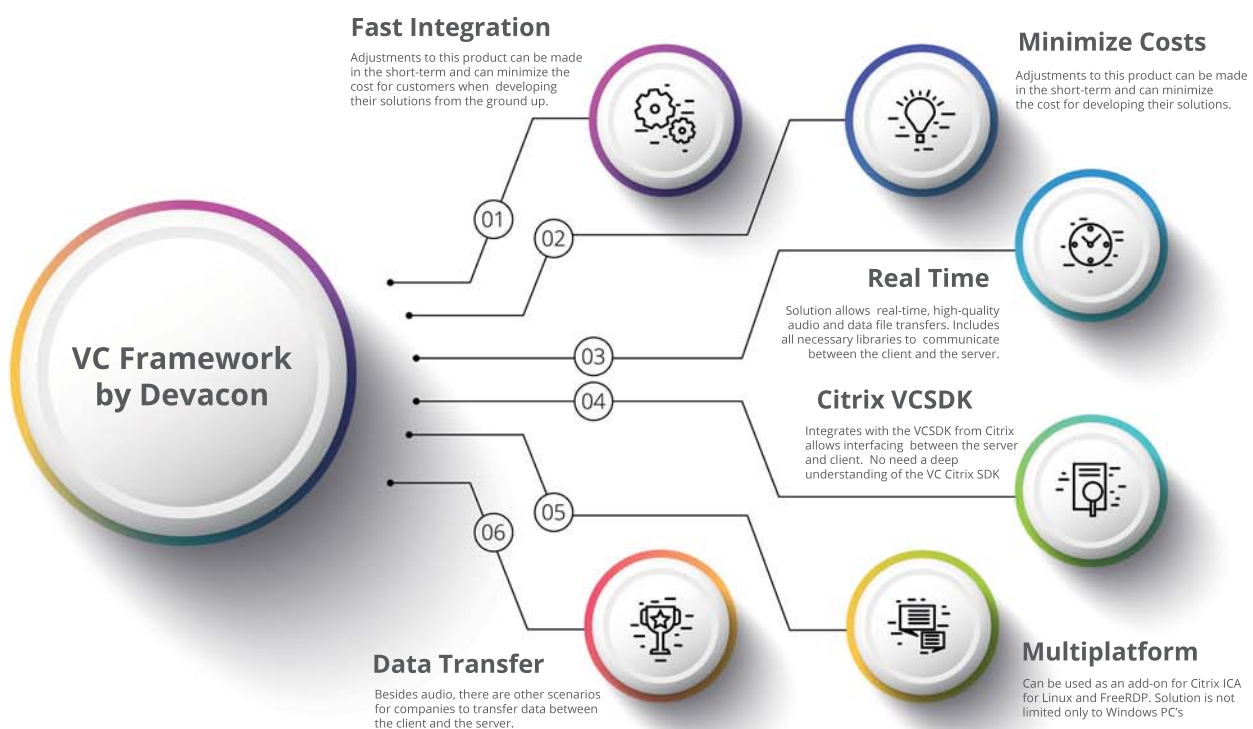 Fast Integration
Adjustments to this product can be made
in the short-term and can minimize the
cost for customers when developing
their solutions from the ground up.
Minimize Costs
Adjustments to this product can be made
in the short-term and can minimize
the cost for developing their solutions.
01
02
Real Time
Solution allows real-time, high-quality
audio and data file transfers. Includes
all necessary libraries to communicate
between the client and the server.
VC Framework
by Devacon
03
04
Citrix VCSDK
Integrates with the VCSDK from Citrix
allows interfacing between the server
and client. No need a deep
understanding of the VC Citrix SDK
05
06
Data Transfer
Besides audio, there are other scenarios
for companies to transfer data between
the client and the server.
Multiplatform
Can be used as an add-on for Citrix ICA
for Linux and FreeRDP. Solution is not
limited only to Windows PC's